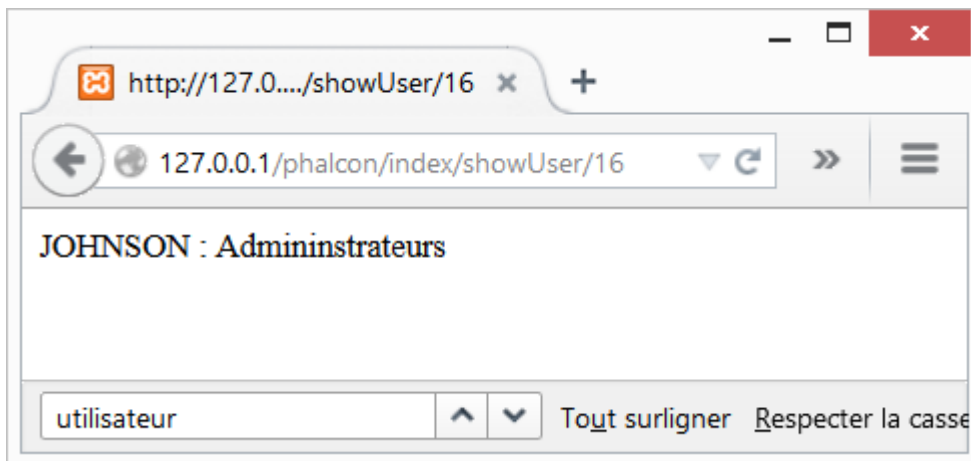 http://127.0..../showUser/16
127.0.0.1/phalcon/index/showUser/16
JOHNSON : Admininstrateurs
utilisateur Tout surligner Respecter la casse